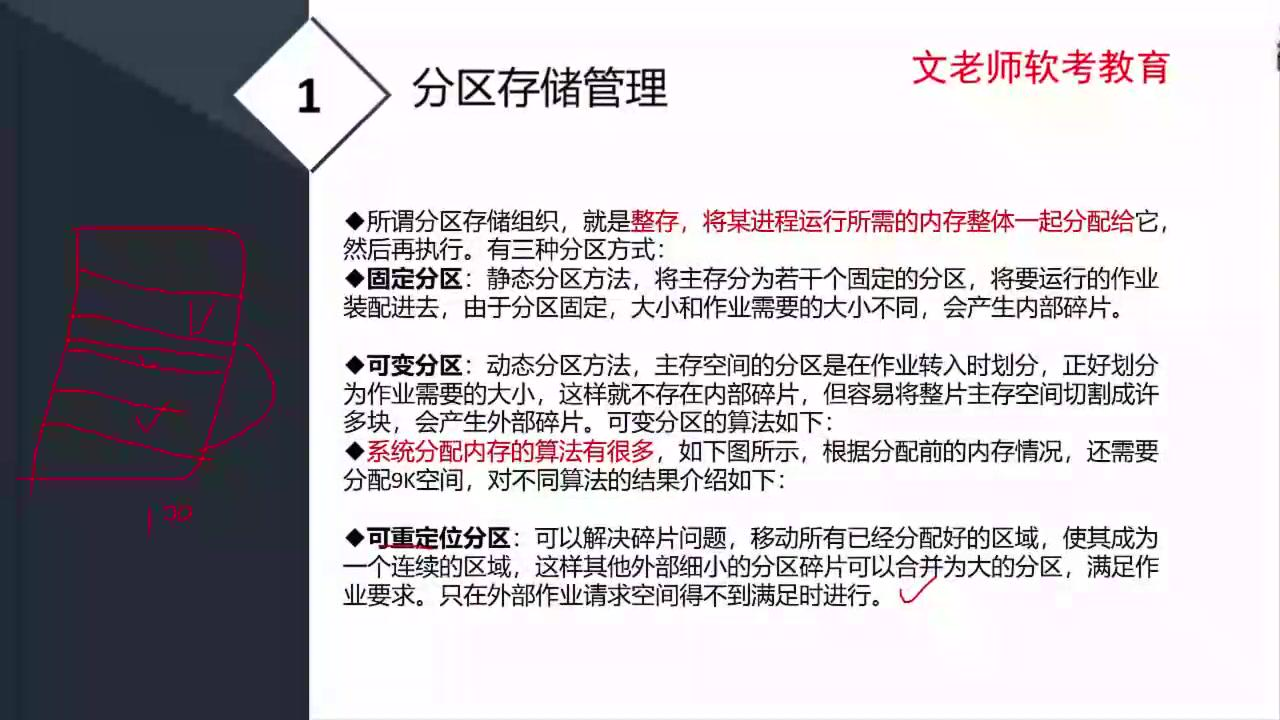 1
分区存储管理
文老师软考教育
◆所谓分区存储组织，就是整存，将某进程运行所需的内存整体一起分配给它，
然后再执行。有三种分区方式：
◆固定分区：静态分区方法，将主存分为若干个固定的分区，将要运行的作业
装配进去，由于分区固定，大小和作业需要的大小不同，会产生内部碎片。
◆可变分区：动态分区方法，主存空间的分区是在作业转入时划分，正好划分
为作业需要的大小，这样就不存在内部碎片，但容易将整片主存空间切割成许
多块，会产生外部碎片。可变分区的算法如下：
◆系统分配内存的算法有很多，如下图所示，根据分配前的内存情况，还需要
分配9K空间，对不同算法的结果介绍如下：
◆可重定位分区：可以解决碎片问题，移动所有已经分配好的区域，使其成为
一个连续的区域，这样其他外部细小的分区碎片可以合并为大的分区，满足作
业要求。只在外部作业请求空间得不到满足时进行。
100